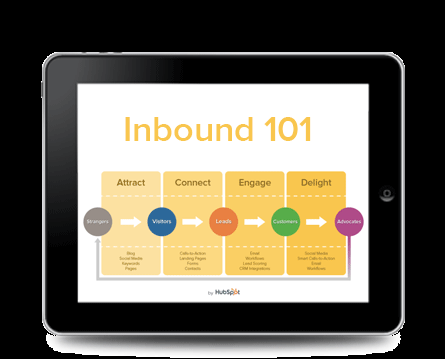 Inbound 101
Attract Connect Engage Delight
Strangers Visitors Leads Customers Advocates
Blog
Social Media
Keywords
Pages
Calls-to-Action
Landing Pages
Forms
Contacts
Email
Workflows
Lead Scoring
CRM Integrations
Social Media
Smart Calls-to-Action
Email
Workflows
by HubSpot